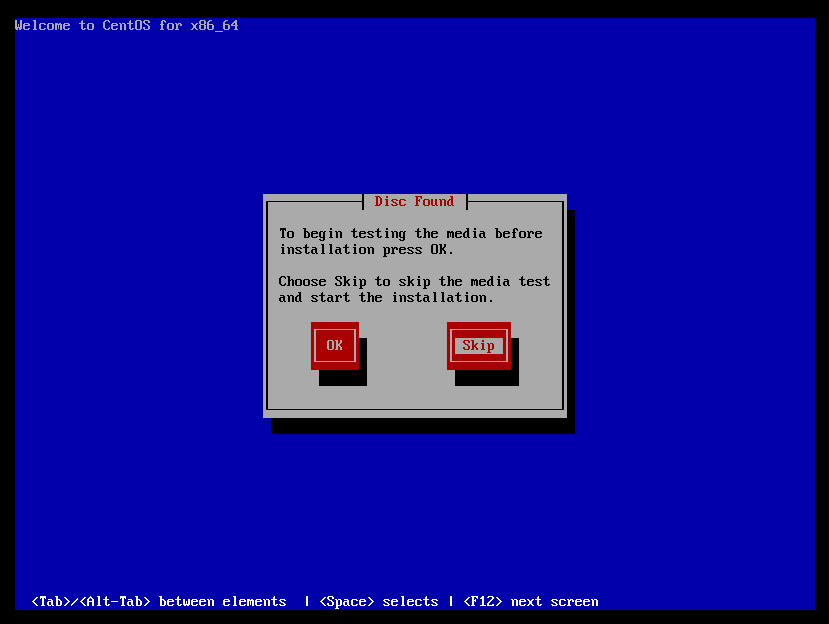 Welcome to CentOS for x86_64
Disc Found
To begin testing the media before
installation press OK.
Choose Skip to skip the media test
and start the installation.
OK
Skip
<Tab>/<Alt-Tab> between elements | <Space> selects | <F12> next screen